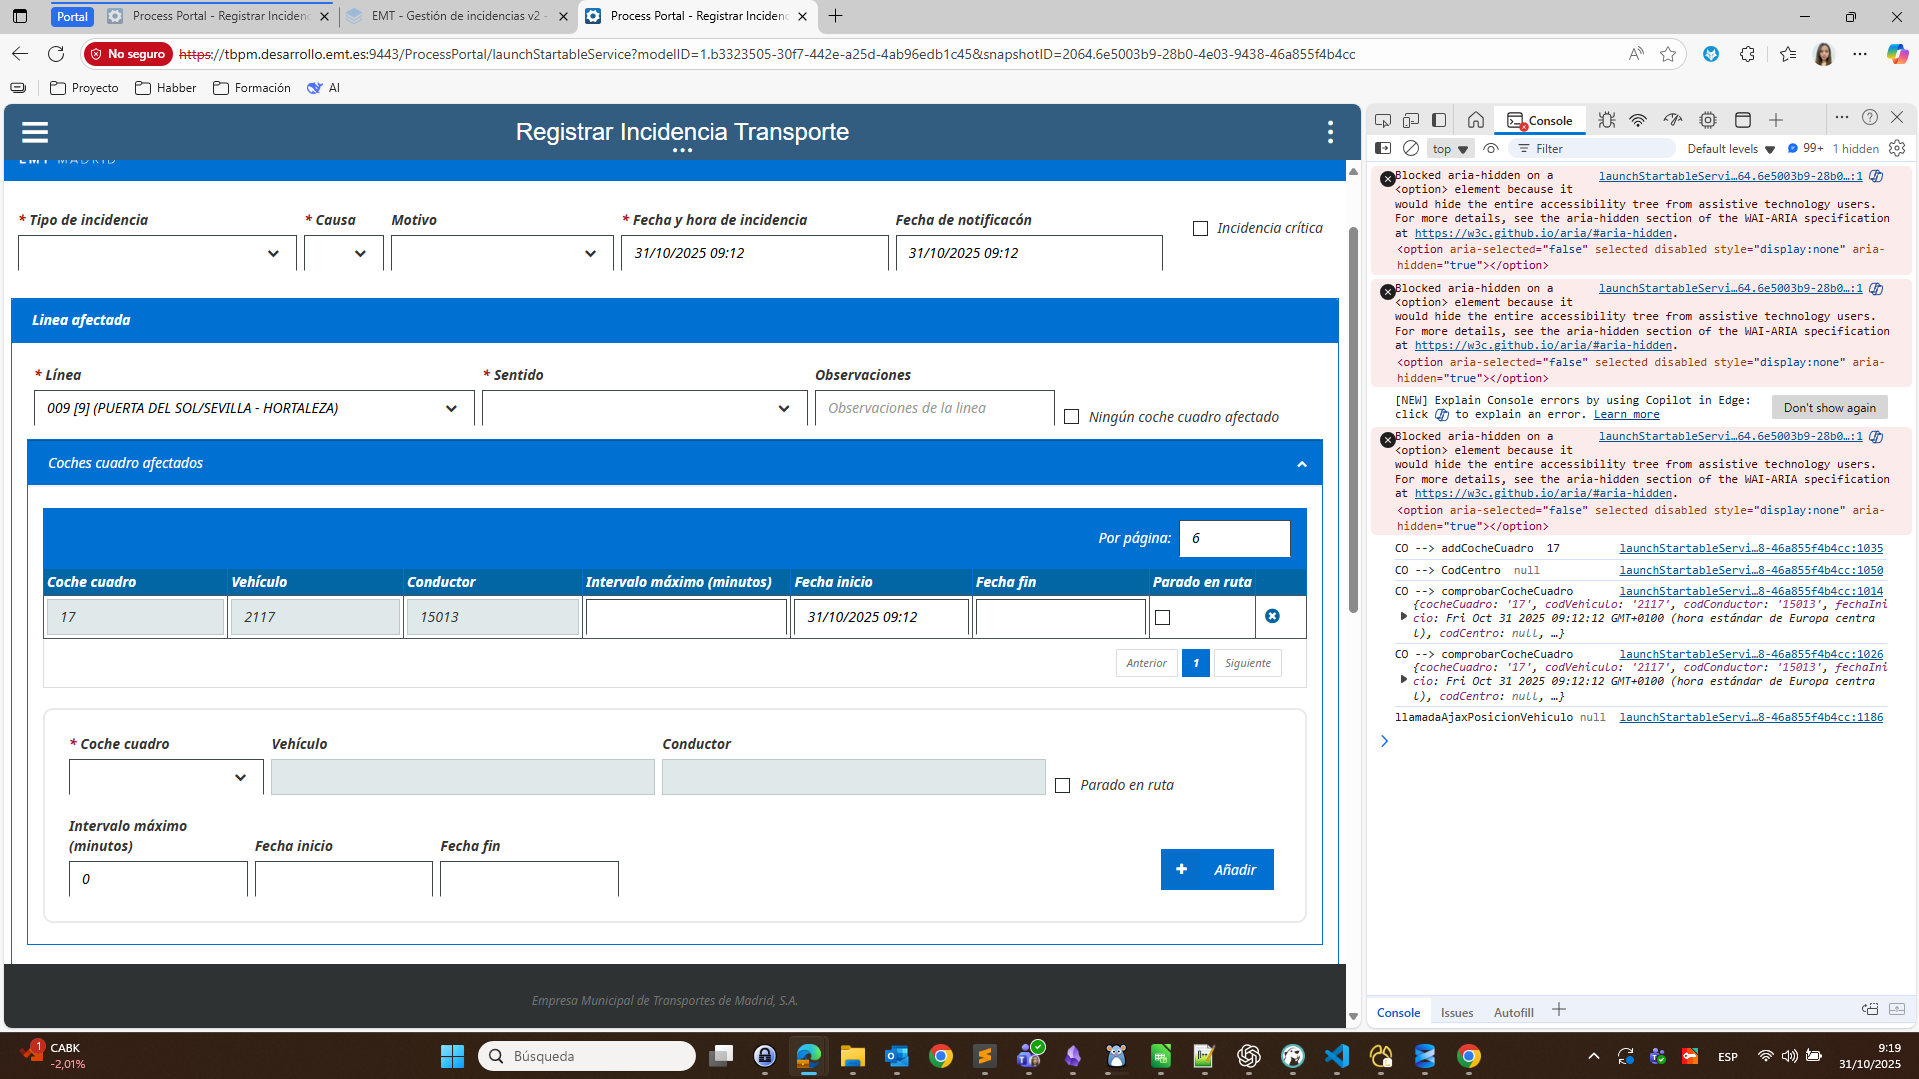 Portal
Process Portal - Registrar Inciden
EMT - Gestión de incidencias v2 -
Process Portal - Registrar Inciden
No seguro
https://tbpm.desarrollo.emt.es:9443/ProcessPortal/launchStartableService?modelID=1.b3323505-30f7-442e-a25d-4ab96edb1c45&snapshotID=2064.6e5003b9-28b0-4e03-9438-46a855f4b4cc
Proyecto
Habber
Formación
AI
Registrar Incidencia Transporte
EMT MADRID
* Tipo de incidencia
* Causa
Motivo
* Fecha y hora de incidencia
Fecha de notificacón
Incidencia crítica
31/10/2025 09:12
31/10/2025 09:12
Linea afectada
* Línea
* Sentido
Observaciones
009 [9] (PUERTA DEL SOL/SEVILLA - HORTALEZA)
Observaciones de la linea
Ningún coche cuadro afectado
Coches cuadro afectados
Por página: 6
Coche cuadro Vehículo Conductor Intervalo máximo (minutos) Fecha inicio Fecha fin Parado en ruta
17 2117 15013 31/10/2025 09:12
Anterior 1 Siguiente
* Coche cuadro
Vehículo
Conductor
Parado en ruta
Intervalo máximo
(minutos)
Fecha inicio
Fecha fin
0
+ Añadir
Empresa Municipal de Transportes de Madrid, S.A.
Console
top
Filter
Default levels
99+
1 hidden
Blocked aria-hidden on a launchStartableServi…64.6e5003b9-28b0…:1
<option> element because it
would hide the entire accessibility tree from assistive technology users.
For more details, see the aria-hidden section of the WAI-ARIA specification
at https://w3c.github.io/aria/#aria-hidden.
<option aria-selected="false" selected disabled style="display:none" aria-
hidden="true"></option>
Blocked aria-hidden on a launchStartableServi…64.6e5003b9-28b0…:1
<option> element because it
would hide the entire accessibility tree from assistive technology users.
For more details, see the aria-hidden section of the WAI-ARIA specification
at https://w3c.github.io/aria/#aria-hidden.
<option aria-selected="false" selected disabled style="display:none" aria-
hidden="true"></option>
[NEW] Explain Console errors by using Copilot in Edge:
click to explain an error. Learn more
Don't show again
Blocked aria-hidden on a launchStartableServi…64.6e5003b9-28b0…:1
<option> element because it
would hide the entire accessibility tree from assistive technology users.
For more details, see the aria-hidden section of the WAI-ARIA specification
at https://w3c.github.io/aria/#aria-hidden.
<option aria-selected="false" selected disabled style="display:none" aria-
hidden="true"></option>
CO --> addCocheCuadro 17 launchStartableServi…8-46a855f4b4cc:1035
CO --> CodCentro null launchStartableServi…8-46a855f4b4cc:1050
CO --> comprobarCocheCuadro launchStartableServi…8-46a855f4b4cc:1014
{cocheCuadro: '17', codVehiculo: '2117', codConductor: '15013', fechaIni
cio: Fri Oct 31 2025 09:12:12 GMT+0100 (hora estándar de Europa centra
l), codCentro: null, …}
CO --> comprobarCocheCuadro launchStartableServi…8-46a855f4b4cc:1026
{cocheCuadro: '17', codVehiculo: '2117', codConductor: '15013', fechaIni
cio: Fri Oct 31 2025 09:12:12 GMT+0100 (hora estándar de Europa centra
l), codCentro: null, …}
llamadaAjaxPosicionVehiculo null launchStartableServi…8-46a855f4b4cc:1186
Console
Issues
Autofill
1
CABK
-2,01%
Búsqueda
ESP
9:19
31/10/2025